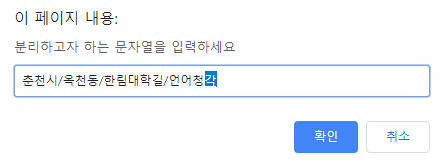 이 페이지 내용:
분리하고자 하는 문자열을 입력하세요
춘천시/옥천동/한림대학길/언어청각
확인 취소